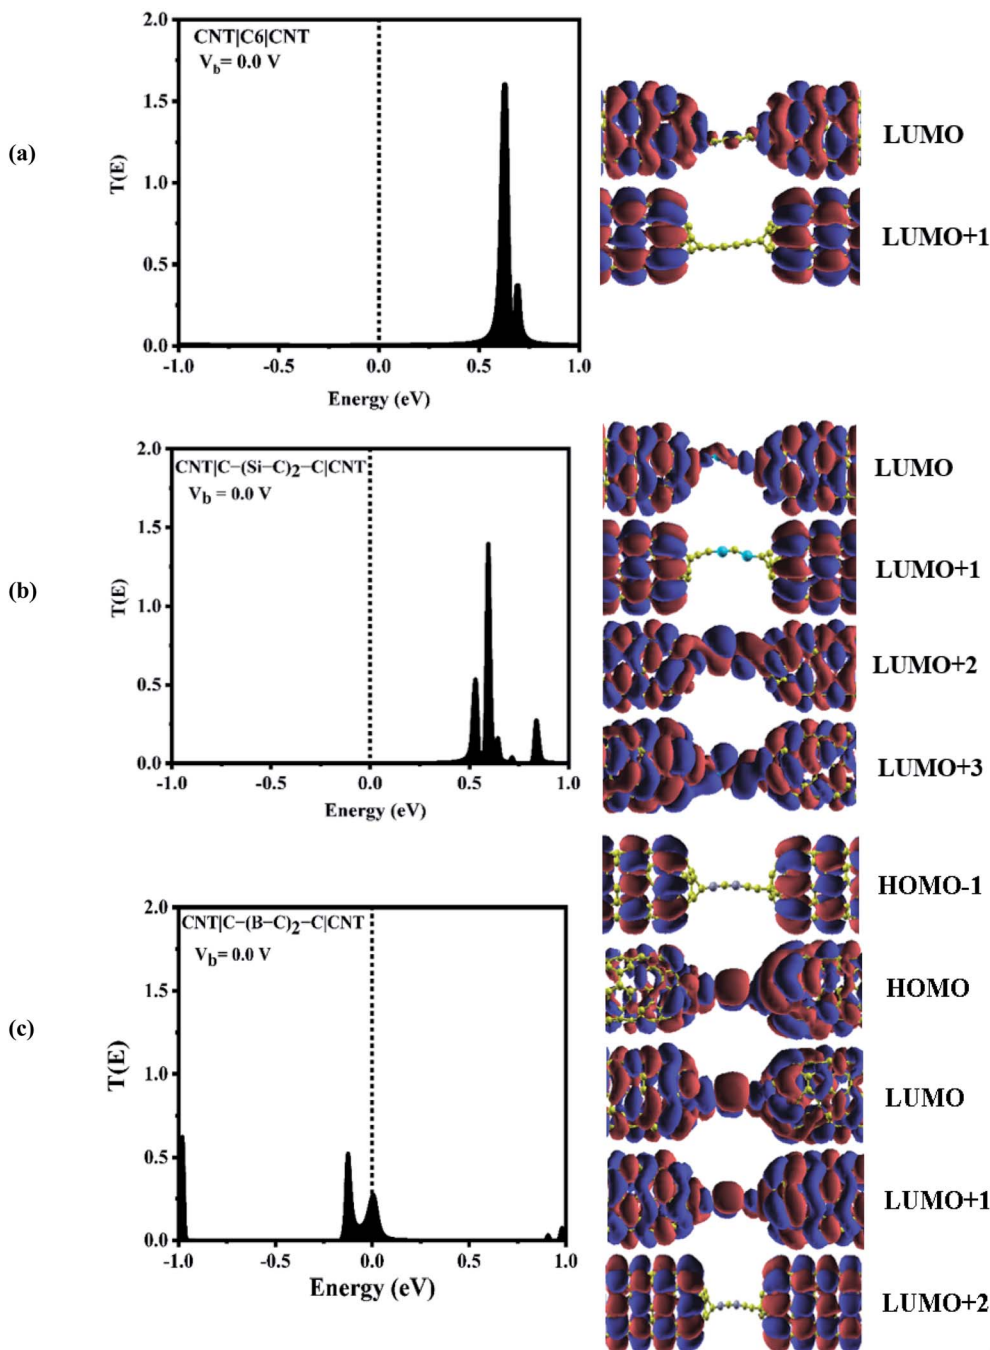 (a)
CNT|C6|CNT
V_b= 0.0 V
2.0
1.5
1.0
0.5
0.0
T(E)
-1.0 -0.5 0.0 0.5 1.0
Energy (eV)
LUMO
LUMO+1
(b)
CNT|C−(Si−C)₂−C|CNT
V_b = 0.0 V
2.0
1.5
1.0
0.5
0.0
T(E)
-1.0 -0.5 0.0 0.5 1.0
Energy (eV)
LUMO
LUMO+1
LUMO+2
LUMO+3
(c)
CNT|C−(B−C)₂−C|CNT
V_b= 0.0 V
2.0
1.5
1.0
0.5
0.0
T(E)
-1.0 -0.5 0.0 0.5 1.0
Energy (eV)
HOMO-1
HOMO
LUMO
LUMO+1
LUMO+2